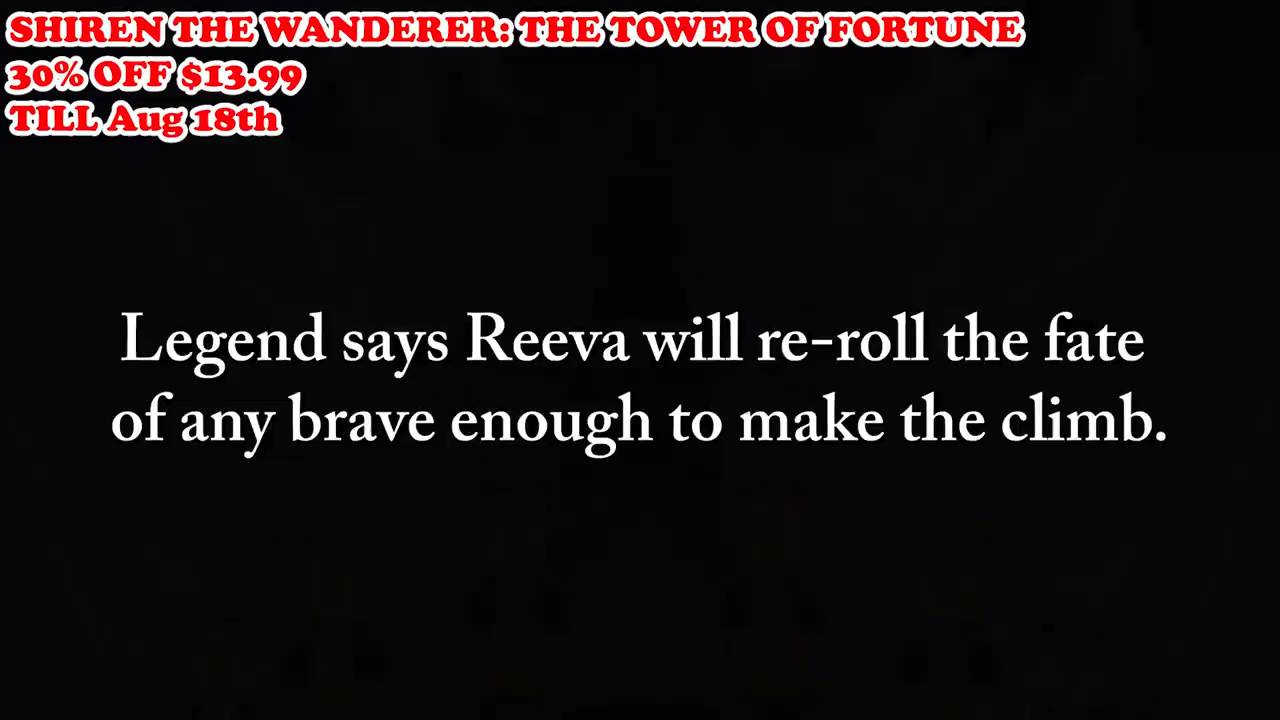 SHIREN THE WANDERER: THE TOWER OF FORTUNE
30% OFF $13.99
TILL Aug 18th
Legend says Reeva will re-roll the fate
of any brave enough to make the climb.